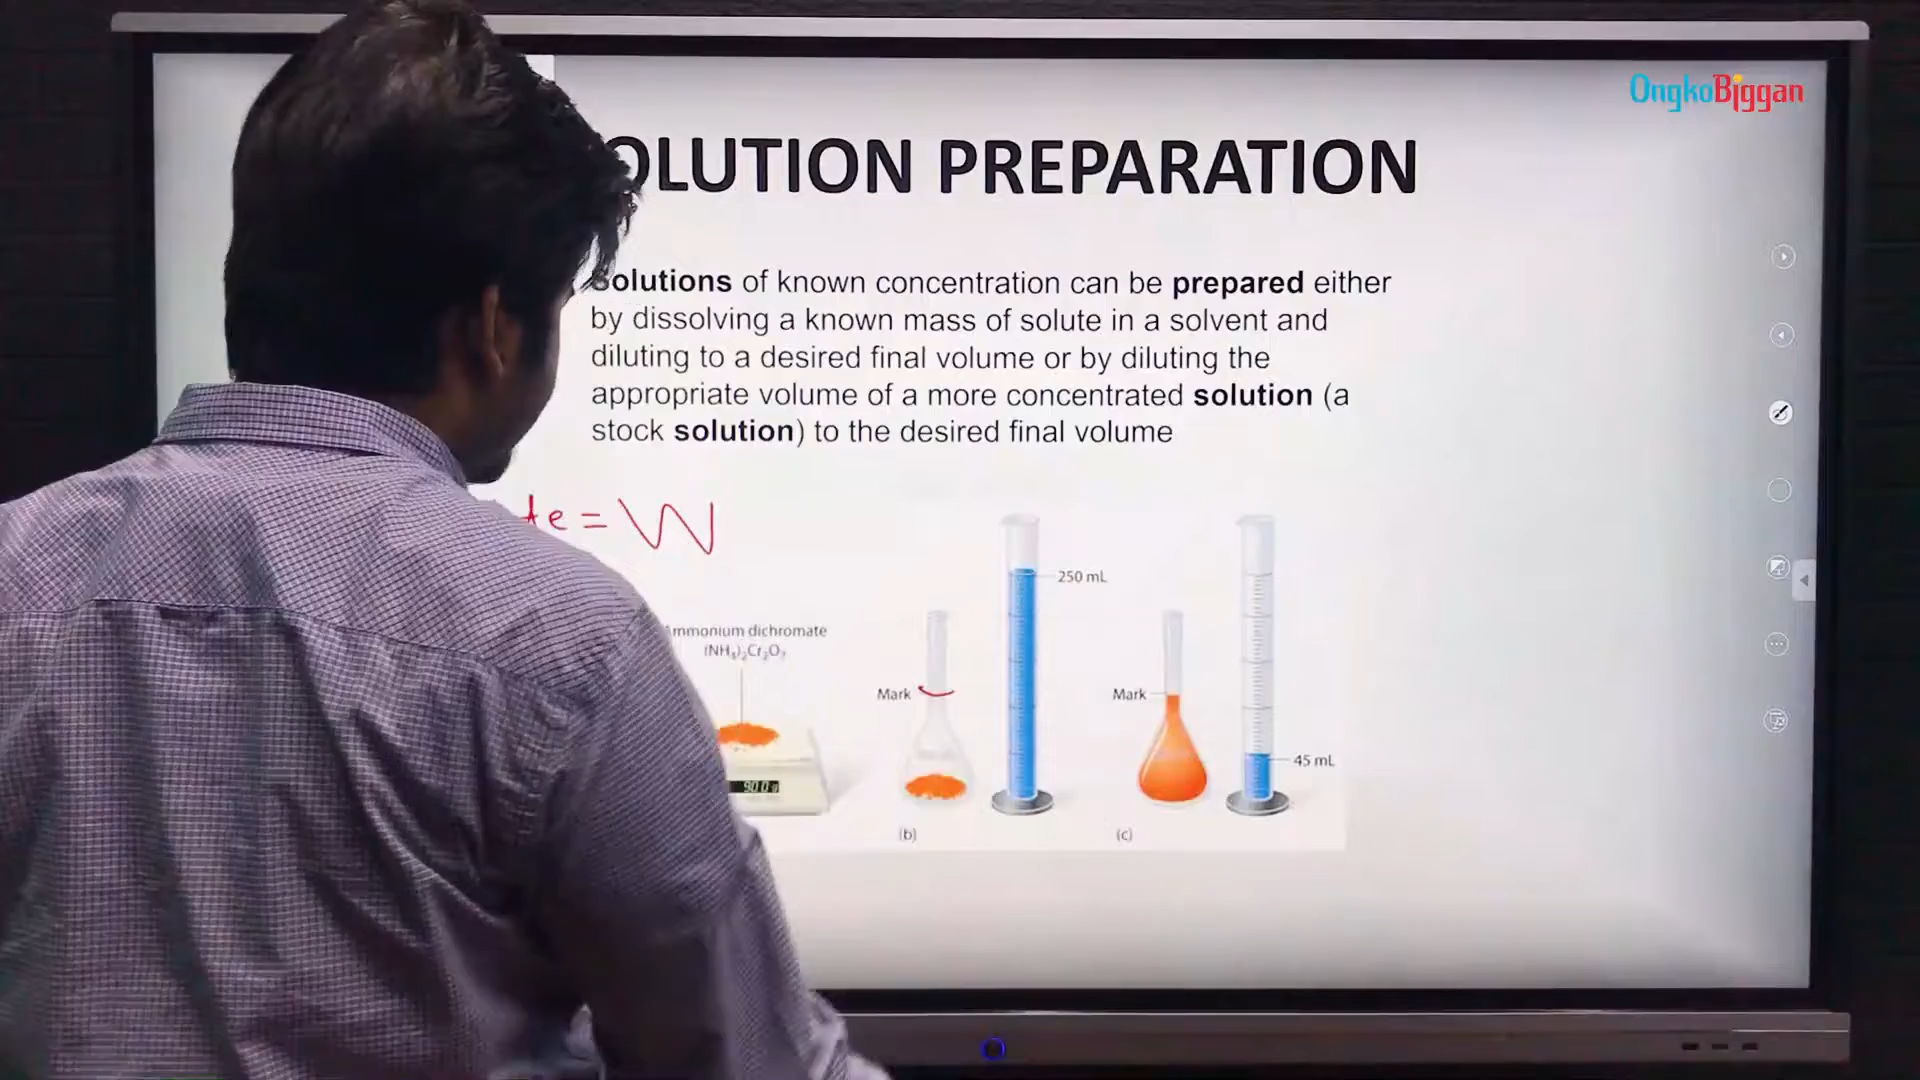 OngkoBiggan
OLUTION PREPARATION
Solutions of known concentration can be prepared either
by dissolving a known mass of solute in a solvent and
diluting to a desired final volume or by diluting the
appropriate volume of a more concentrated solution (a
stock solution) to the desired final volume
te = W
250 mL
mmonium dichromate
(NH₄)₂Cr₂O₇
Mark
Mark
45 mL
(b)
(c)